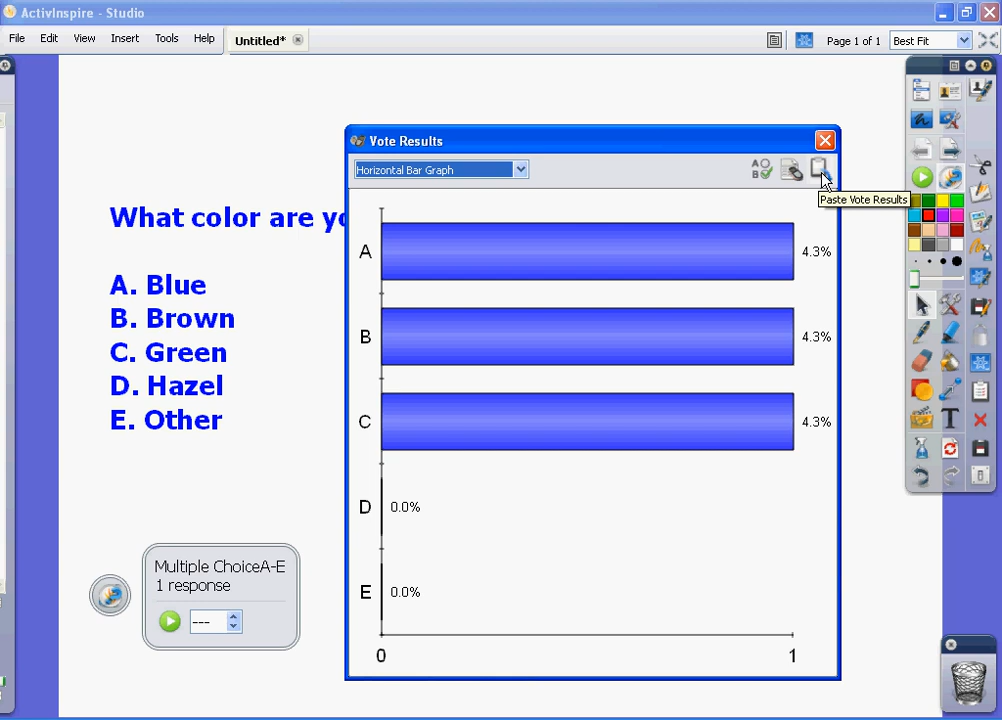 ActivInspire - Studio
File Edit View Insert Tools Help
Untitled*
Page 1 of 1
Best Fit
Vote Results
Horizontal Bar Graph
A
B
Paste Vote Results
What color are yo
A. Blue
B. Brown
C. Green
D. Hazel
E. Other
A 4.3%
B 4.3%
C 4.3%
D 0.0%
E 0.0%
0 1
Multiple ChoiceA-E
1 response
---
T